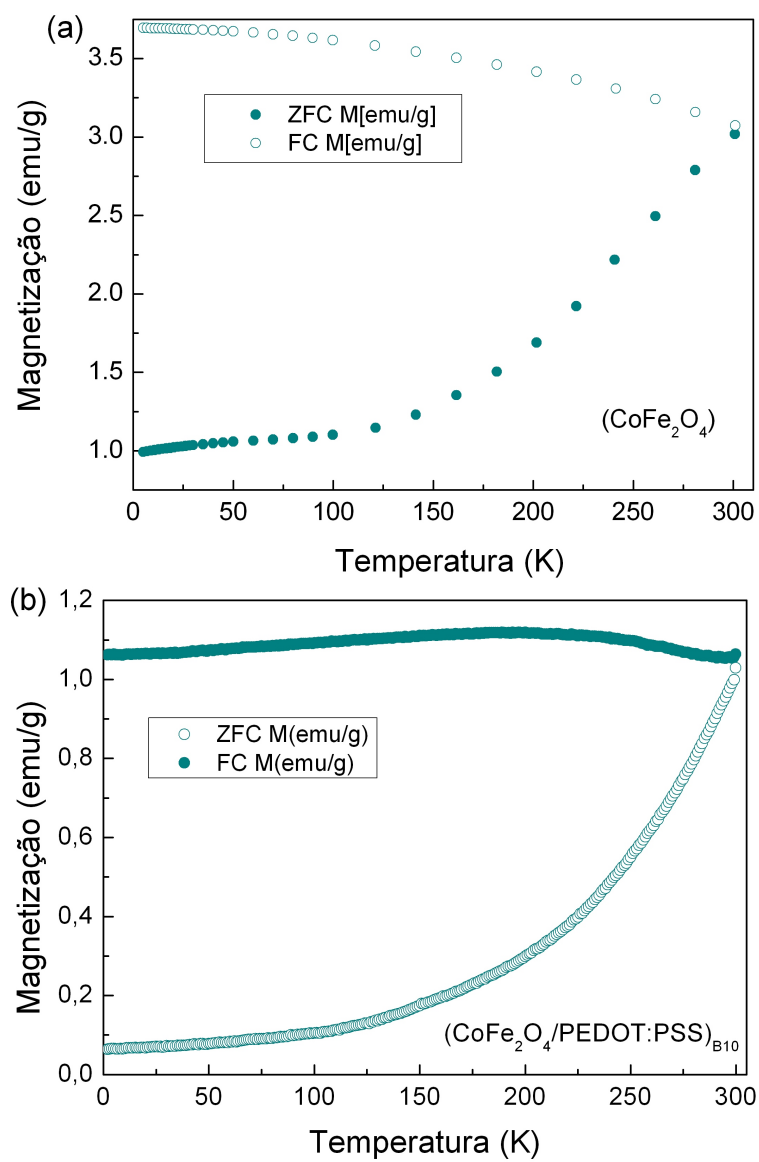 (a)
3.5
3.0
2.5
2.0
1.5
1.0
Magnetização (emu/g)
ZFC M[emu/g]
FC M[emu/g]
(CoFe₂O₄)
0 50 100 150 200 250 300
Temperatura (K)
(b)
1,2
1,0
0,8
0,6
0,4
0,2
0,0
Magnetização (emu/g)
ZFC M(emu/g)
FC M(emu/g)
(CoFe₂O₄/PEDOT:PSS)B10
0 50 100 150 200 250 300
Temperatura (K)